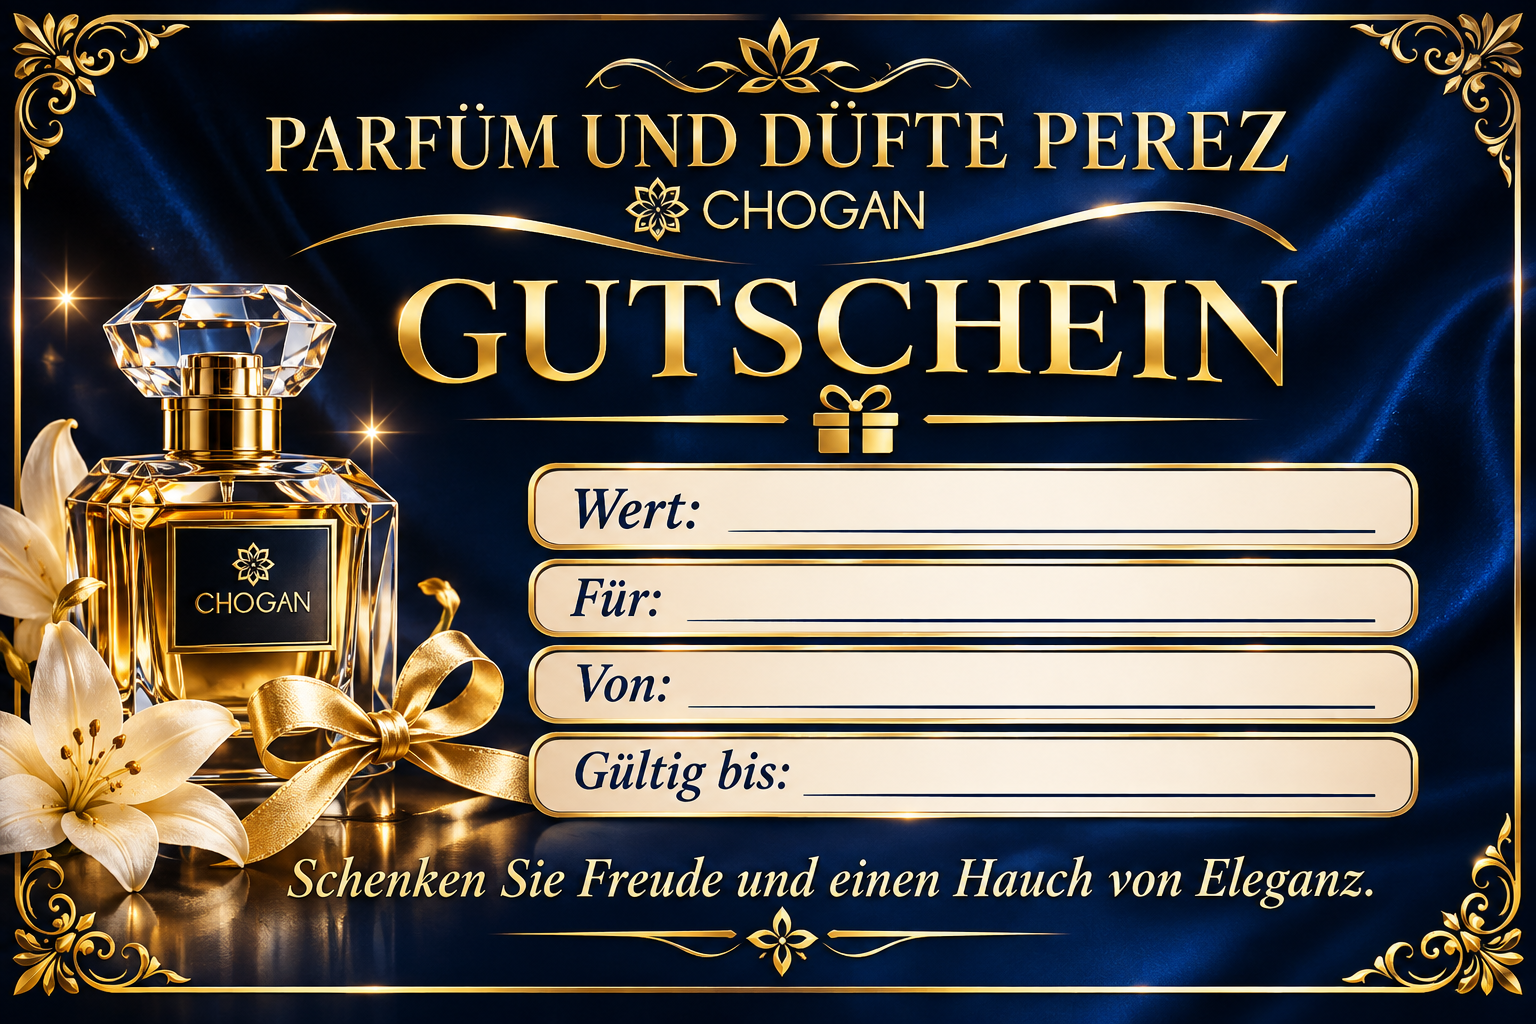 PARFÜM UND DÜFTE PEREZ
CHOGAN
GUTSCHEIN
Wert:
Für:
Von:
Gültig bis:
CHOGAN
Schenken Sie Freude und einen Hauch von Eleganz.